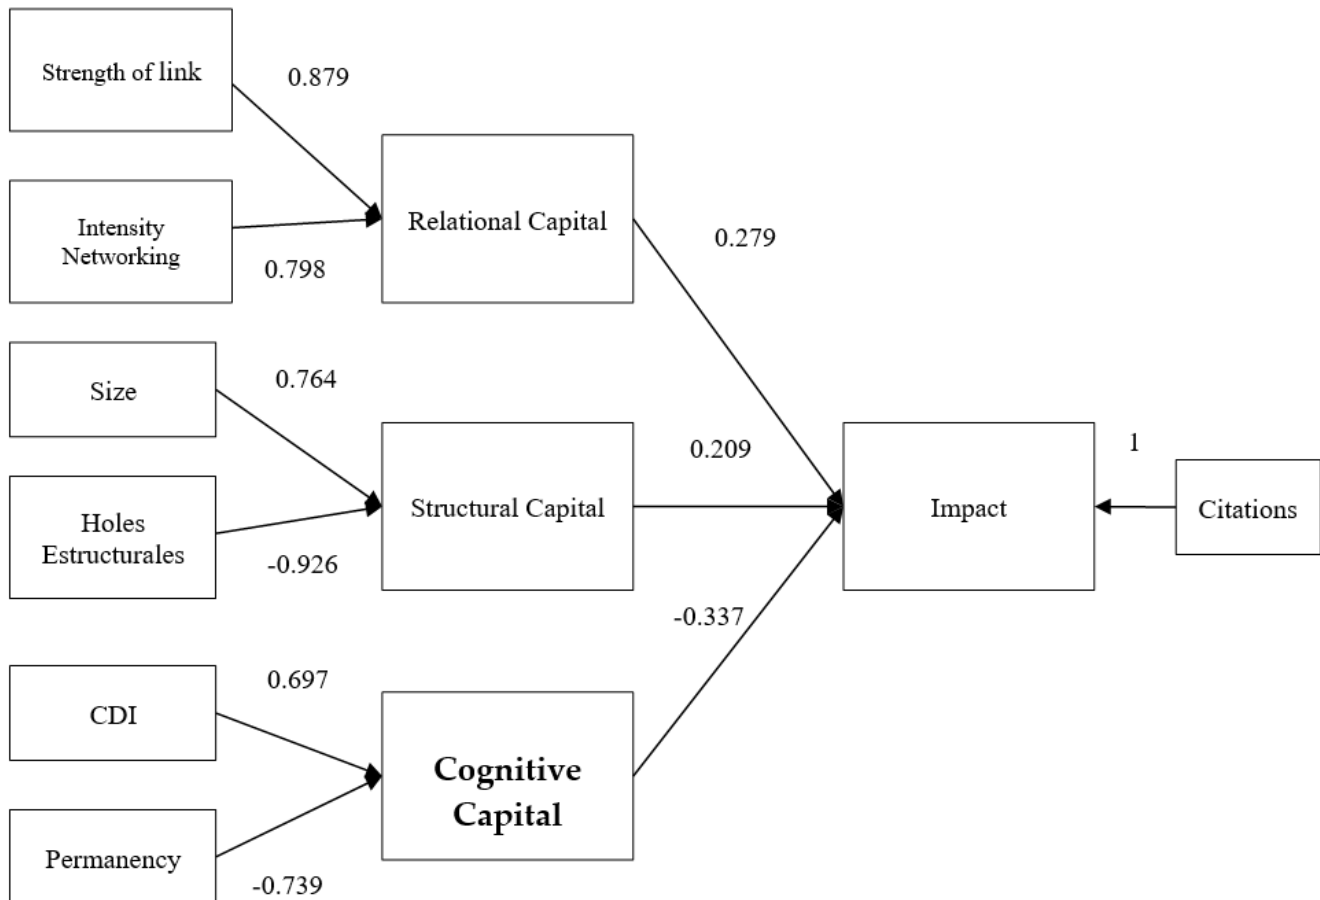 Strength of link
0.879
Intensity
Networking
0.798
Relational Capital
0.279
Size
0.764
Holes
Estructurales
-0.926
Structural Capital
0.209
Impact
1
Citations
CDI
0.697
Permanency
-0.739
Cognitive
Capital
-0.337